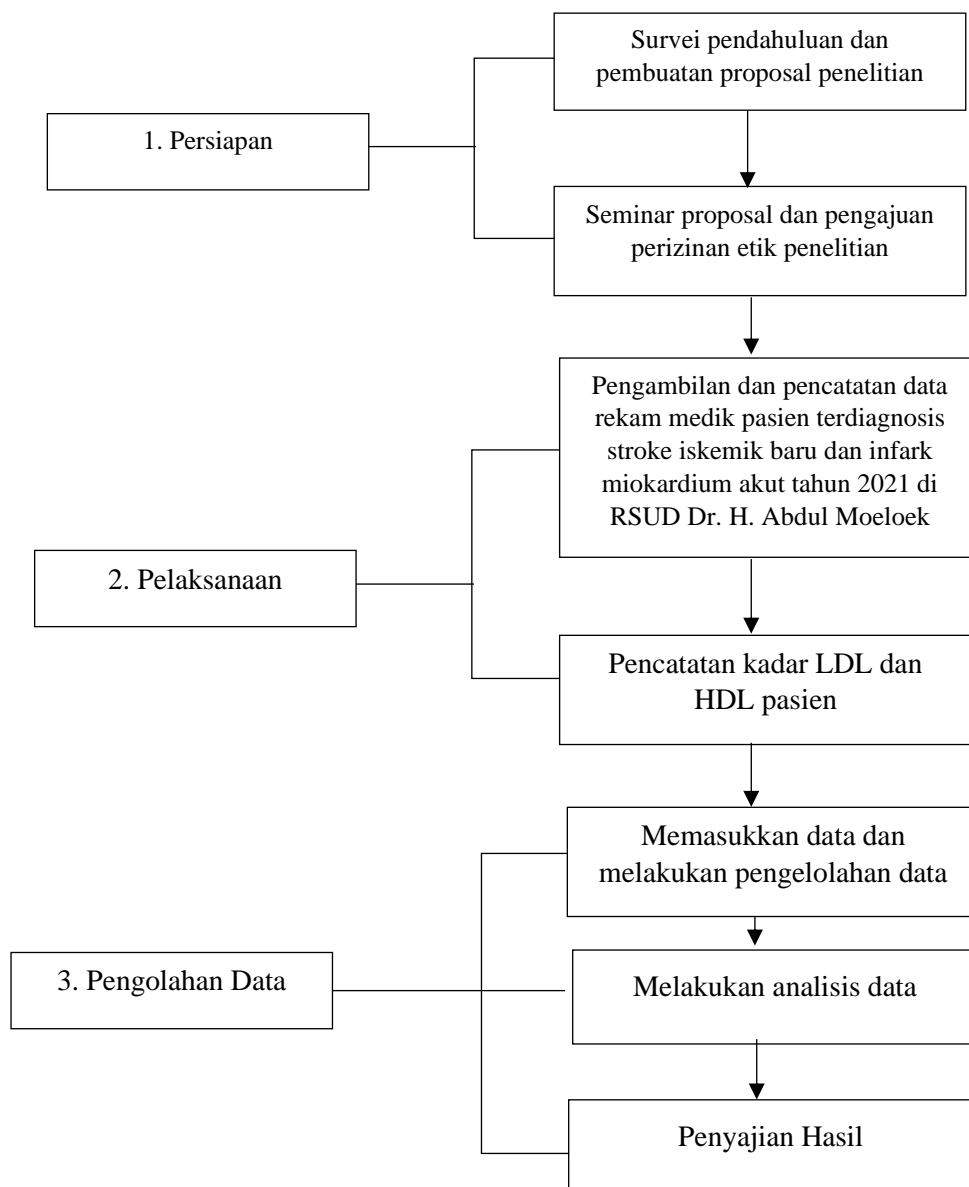 Survei pendahuluan dan
pembuatan proposal penelitian
1. Persiapan
Seminar proposal dan pengajuan
perizinan etik penelitian
Pengambilan dan pencatatan data
rekam medik pasien terdiagnosis
stroke iskemik baru dan infark
miokardium akut tahun 2021 di
RSUD Dr. H. Abdul Moeloek
2. Pelaksanaan
Pencatatan kadar LDL dan
HDL pasien
Memasukkan data dan
melakukan pengelolahan data
3. Pengolahan Data
Melakukan analisis data
Penyajian Hasil